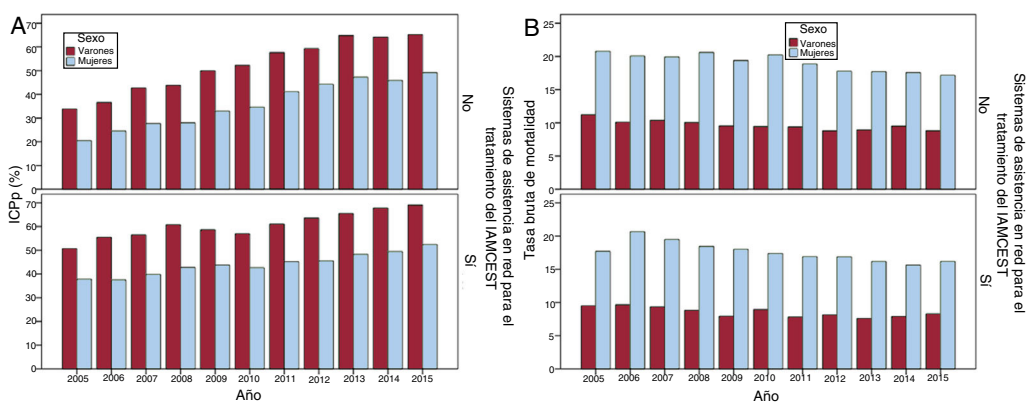 A
Sexo
Varones
Mujeres
70
60
50
40
30
20
10
0
No
70
60
50
40
30
20
10
0
Sí
ICPp (%)
2005 2006 2007 2008 2009 2010 2011 2012 2013 2014 2015
Año
Sistemas de asistencia en red para el
tratamiento del IAMCEST
B
Sexo
Varones
Mujeres
25
20
15
10
5
0
No
25
20
15
10
5
0
Sí
Tasa bruta de mortalidad
2005 2006 2007 2008 2009 2010 2011 2012 2013 2014 2015
Año
Sistemas de asistencia en red para el
tratamiento del IAMCEST